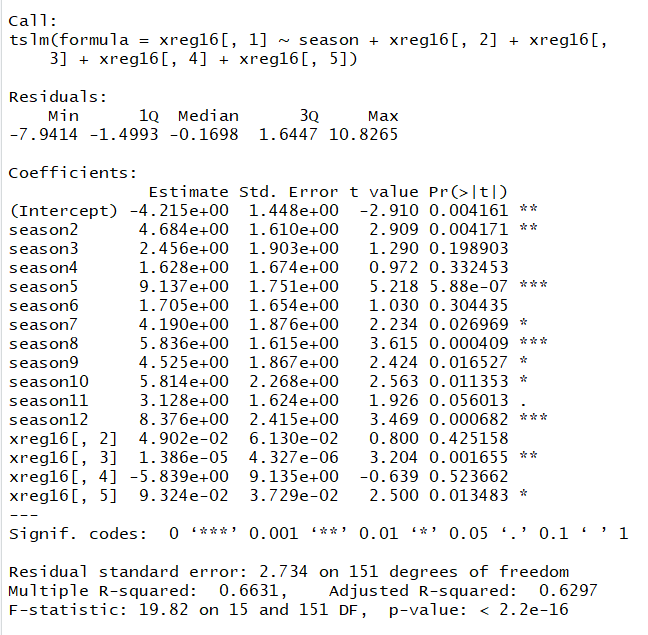 Call:
tslm(formula = xreg16[, 1] ~ season + xreg16[, 2] + xreg16[,
    3] + xreg16[, 4] + xreg16[, 5])
Residuals:
    Min      1Q  Median      3Q     Max
-7.9414 -1.4993 -0.1698  1.6447 10.8265
Coefficients:
              Estimate Std. Error t value Pr(>|t|)
(Intercept) -4.215e+00  1.448e+00  -2.910 0.004161 **
season2      4.684e+00  1.610e+00   2.909 0.004171 **
season3      2.456e+00  1.903e+00   1.290 0.198903
season4      1.628e+00  1.674e+00   0.972 0.332453
season5      9.137e+00  1.751e+00   5.218 5.88e-07 ***
season6      1.705e+00  1.654e+00   1.030 0.304435
season7      4.190e+00  1.876e+00   2.234 0.026969 *
season8      5.836e+00  1.615e+00   3.615 0.000409 ***
season9      4.525e+00  1.867e+00   2.424 0.016527 *
season10     5.814e+00  2.268e+00   2.563 0.011353 *
season11     3.128e+00  1.624e+00   1.926 0.056013 .
season12     8.376e+00  2.415e+00   3.469 0.000682 ***
xreg16[, 2]  4.902e-02  6.130e-02   0.800 0.425158
xreg16[, 3]  1.386e-05  4.327e-06   3.204 0.001655 **
xreg16[, 4] -5.839e+00  9.135e+00  -0.639 0.523662
xreg16[, 5]  9.324e-02  3.729e-02   2.500 0.013483 *
---
Signif. codes:  0 ‘***’ 0.001 ‘**’ 0.01 ‘*’ 0.05 ‘.’ 0.1 ‘ ’ 1
Residual standard error: 2.734 on 151 degrees of freedom
Multiple R-squared:  0.6631,    Adjusted R-squared:  0.6297
F-statistic: 19.82 on 15 and 151 DF,  p-value: < 2.2e-16